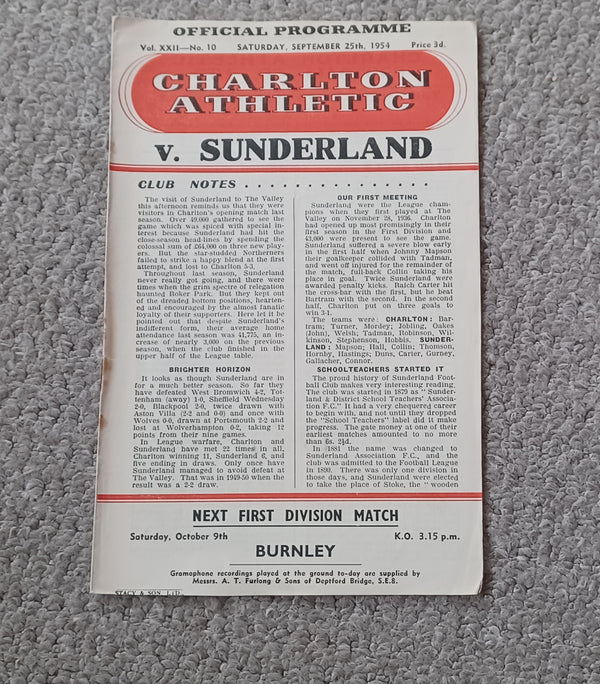 OFFICIAL PROGRAMME
Vol. XXII—No. 10 SATURDAY, SEPTEMBER 25th, 1954 Price 3d.
CHARLTON
ATHLETIC
v. SUNDERLAND
CLUB NOTES . . . . . . . . . . . . . . . .
The visit of Sunderland to The Valley
this afternoon reminds us that they were
visitors in Charlton's opening match last
season. Over 49,000 gathered to see the
game which was spiced with special in-
terest because Sunderland had hit the
close-season head-lines by spending the
colossal sum of £64,000 on three new play-
ers. But the star-studded Northerners
failed to strike a happy blend at the first
attempt, and lost to Charlton 5-3.
Throughout last season, Sunderland
never really got going, and there were
times when the grim spectre of relegation
haunted Roker Park. But they kept out
of the dreaded bottom positions, hearten-
ed and encouraged by the almost fanatic
loyalty of their supporters. Here let it be
pointed out that despite Sunderland's
indifferent form, their average home
attendance last season was 41,775, an in-
crease of nearly 3,000 on the previous
season, when the club finished in the
upper half of the League table.
BRIGHTER HORIZON
It looks as though Sunderland are in
for a much better season. So far they
have defeated West Bromwich 4-2, Tot-
tenham (away) 1-0, Sheffield Wednesday
2-0, Blackpool 2-0, twice drawn with
Aston Villa (2-2 and 0-0) and once with
Wolves 0-0, drawn at Portsmouth 2-2 and
lost at Wolverhampton 0-2, taking 12
points from their nine games.
In League warfare, Charlton and
Sunderland have met 22 times in all,
Charlton winning 11, Sunderland 6, and
five ending in draws. Only once have
Sunderland managed to avoid defeat at
The Valley. That was in 1949-50 when the
result was a 2-2 draw.
OUR FIRST MEETING
Sunderland were the League cham-
pions when they first played at The
Valley on November 28, 1936. Charlton
had opened up most promisingly in their
first season in the First Division and
43,000 were present to see the game.
Sunderland suffered a severe blow early
in the first half when Johnny Mapson
their goalkeeper collided with Tadman,
and went off injured for the remainder of
the match, full-back Collin taking his
place in goal. Twice Sunderland were
awarded penalty kicks. Raich Carter hit
the cross-bar with the first, but he beat
Bartram with the second. In the second
half, Charlton put on three goals to
win 3-1.
The teams were: CHARLTON: Bar-
tram; Turner, Mordey; Jobling, Oakes
(John), Welsh; Tadman, Robinson, Wil-
kinson, Stephenson, Hobbis. SUNDER-
LAND: Mapson; Hall, Collin; Thomson,
Hornby, Hastings; Duns, Carter, Gurney,
Gallacher, Connor.
SCHOOLTEACHERS STARTED IT
The proud history of Sunderland Foot-
ball Club makes very interesting reading.
The club was started in 1879 as "Sunder-
land & District School Teachers' Associa-
tion F.C." It had a very chequered career
to begin with, and not until they dropped
the "School Teachers" label did it make
progress. The gate money at one of their
earliest matches amounted to no more
than 6s. 2½d.
In 1881 the name was changed to
Sunderland Association F.C., and the
club was admitted to the Football League
in 1890. There was only one division in
those days, and Sunderland were elected
to take the place of Stoke, the "wooden
NEXT FIRST DIVISION MATCH
Saturday, October 9th K.O. 3.15 p.m.
BURNLEY
Gramophone recordings played at the ground to-day are supplied by
Messrs. A. T. Furlong & Sons of Deptford Bridge, S.E.8.
STACY & SON LTD.